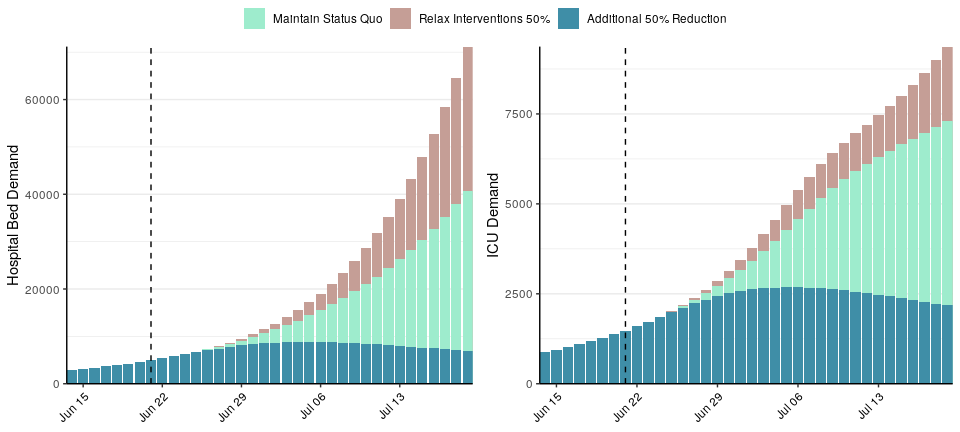 Maintain Status Quo Relax Interventions 50% Additional 50% Reduction
Hospital Bed Demand
60000
40000
20000
0
Jun 15 Jun 22 Jun 29 Jul 06 Jul 13
ICU Demand
7500
5000
2500
0
Jun 15 Jun 22 Jun 29 Jul 06 Jul 13